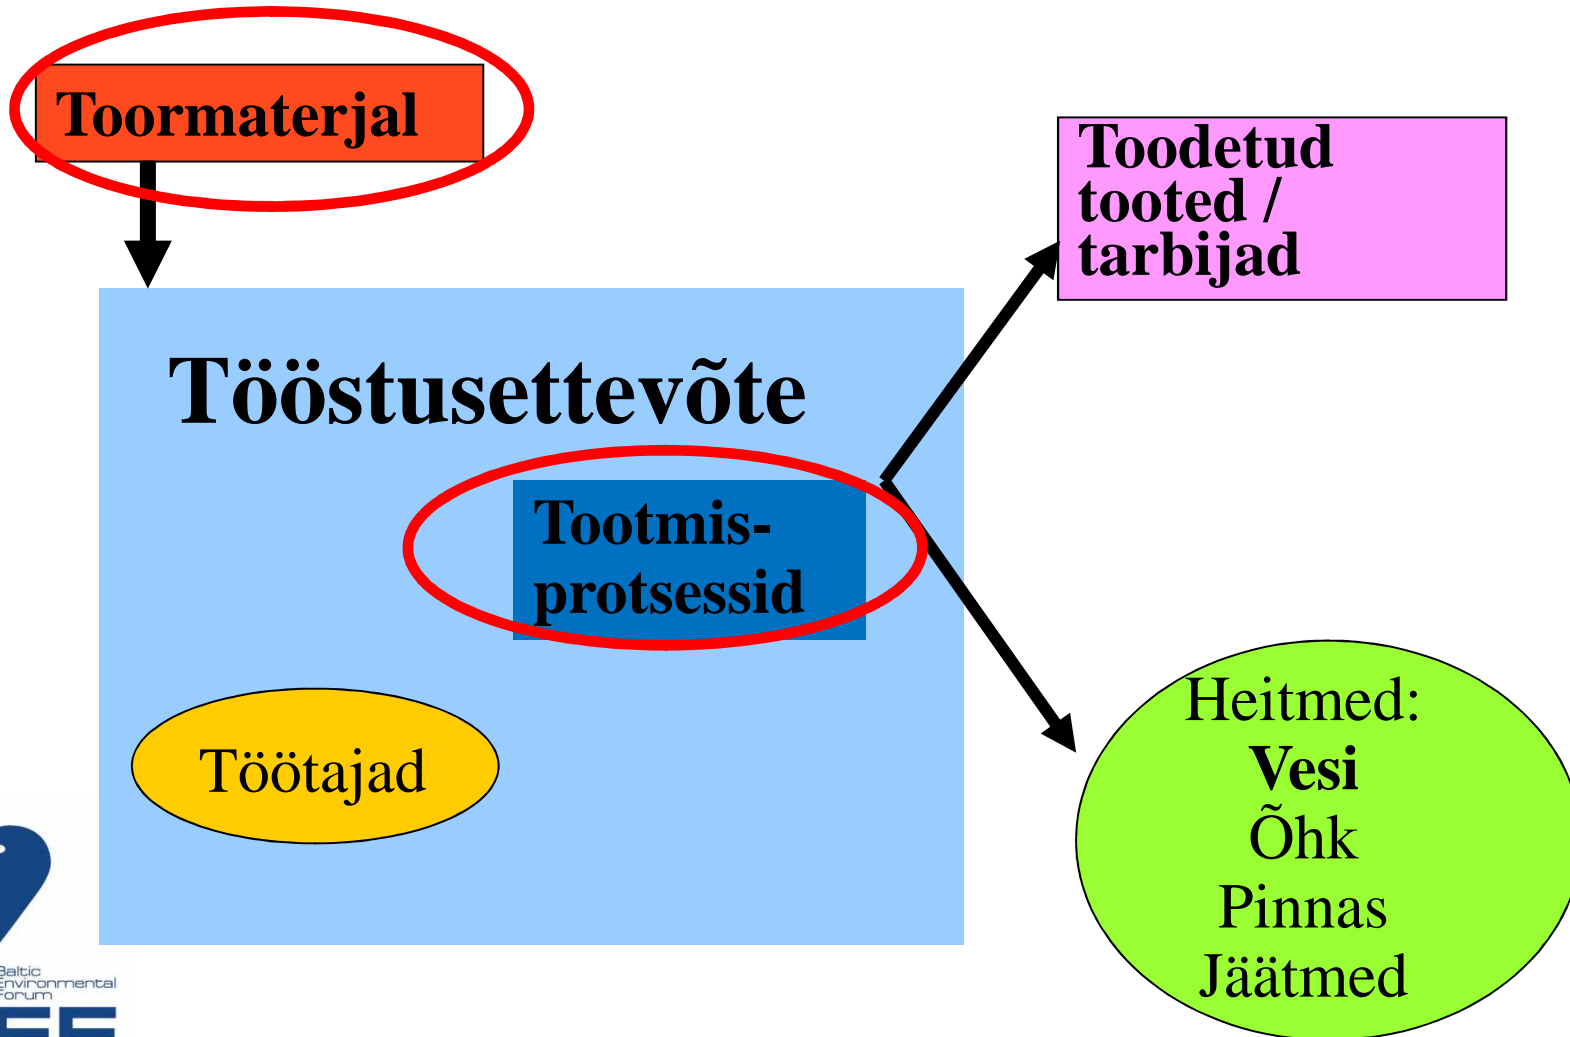 Toormaterjal
Toodetud
tooted /
tarbijad
Tööstusettevõte
Tootmis-
protsessid
Töötajad
Heitmed:
Vesi
Õhk
Pinnas
Jäätmed
Baltic
Environmental
Forum